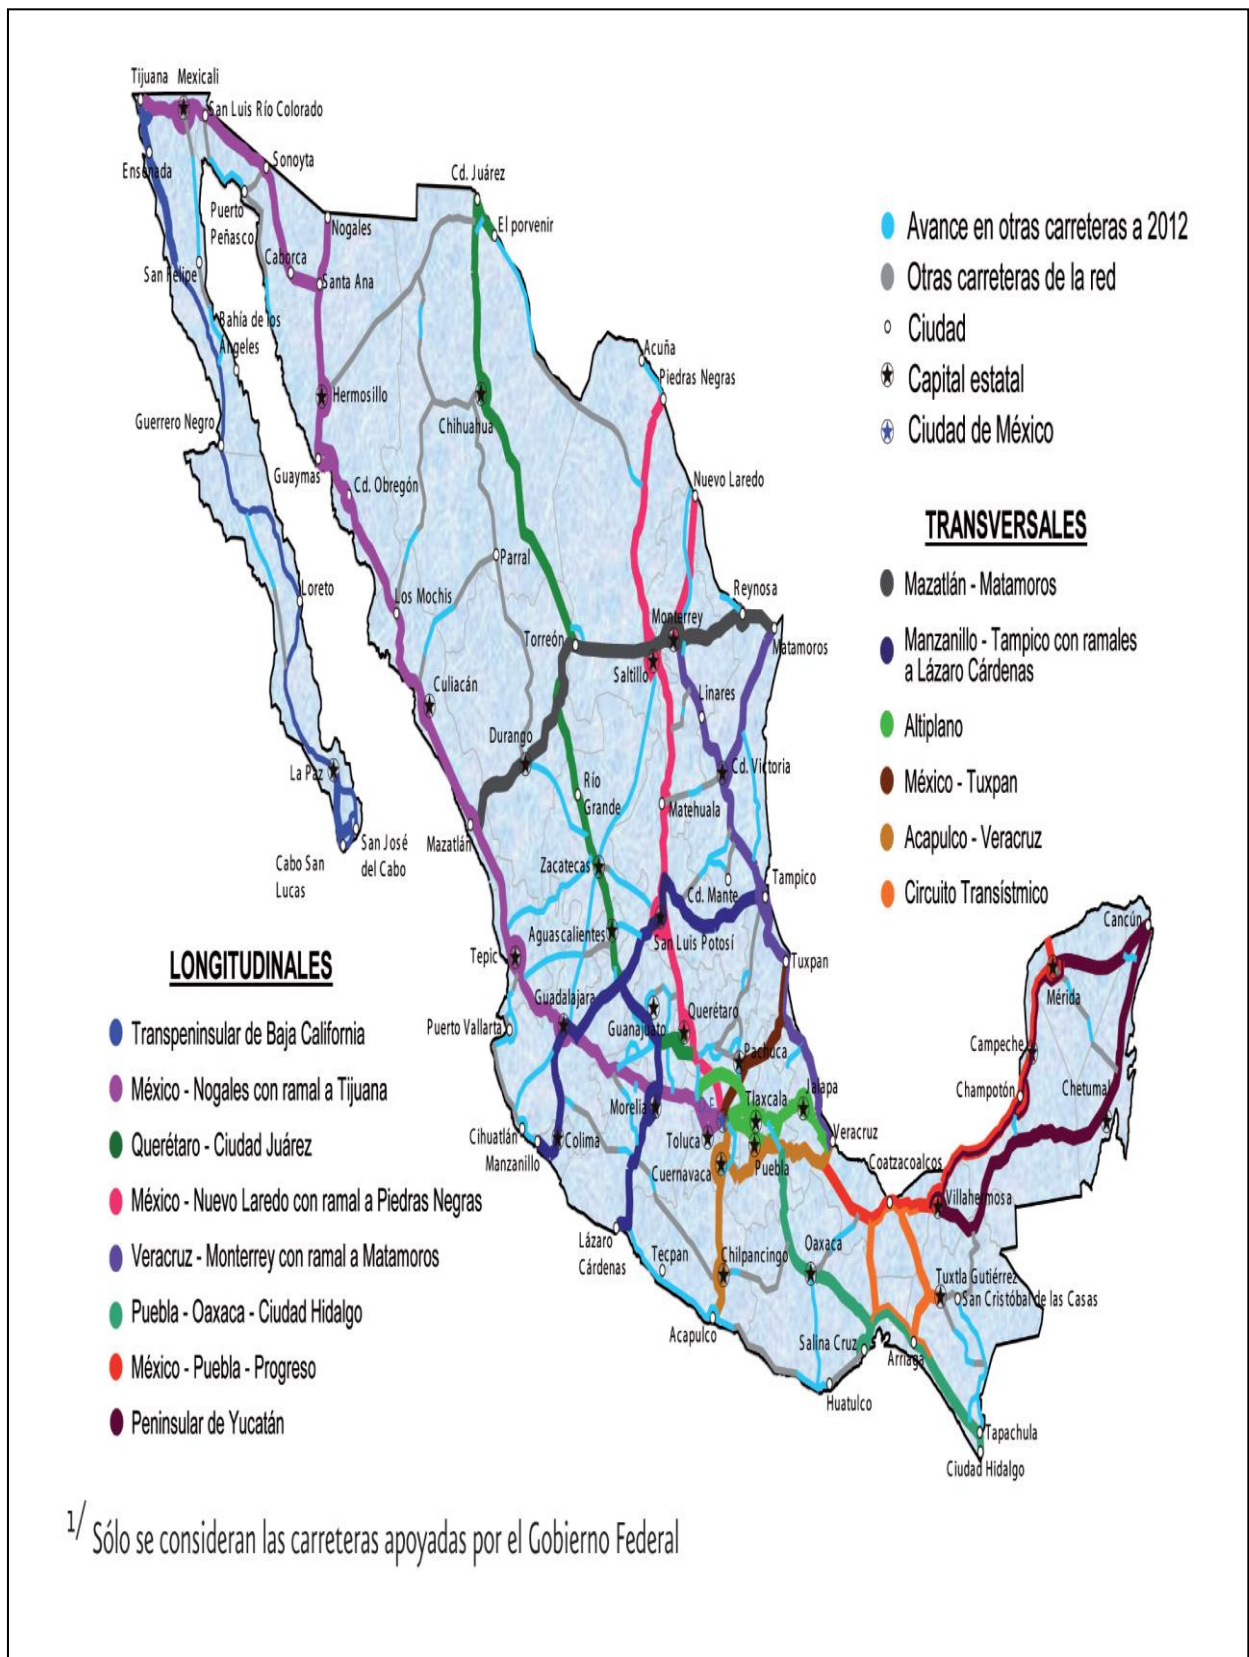 Tijuana
Mexicali
San Luis Río Colorado
Sonoyta
Ensenada
Puerto
Peñasco
Nogales
Cd. Juárez
El porvenir
San Felipe
Caborca
Santa Ana
Bahía de los
Ángeles
Acuña
Piedras Negras
Hermosillo
Chihuahua
Guerrero Negro
Guaymas
Cd. Obregón
Nuevo Laredo
Parral
Loreto
Los Mochis
Reynosa
Monterrey
Torreón
Matamoros
Saltillo
Culiacán
Linares
Durango
La Paz
Cd. Victoria
Río
Grande
Matehuala
Mazatlán
San José
del Cabo
Cabo San
Lucas
Zacatecas
Cd. Mante
Tampico
Aguascalientes
San Luis Potosí
Tepic
Tuxpan
Cancún
Guadalajara
Mérida
Puerto Vallarta
Guanajuato
Querétaro
Pachuca
Campeche
Champotón
Chetumal
Jalapa
Tlaxcala
Morelia
Cihuatlán
Manzanillo
Colima
Toluca
Veracruz
Cuernavaca
Puebla
Coatzacoalcos
Villahermosa
Lázaro
Cárdenas
Tecpan
Chilpancingo
Oaxaca
Tuxtla Gutiérrez
San Cristóbal de las Casas
Acapulco
Salina Cruz
Arriaga
Huatulco
Tapachula
Ciudad Hidalgo
Avance en otras carreteras a 2012
Otras carreteras de la red
Ciudad
Capital estatal
Ciudad de México
TRANSVERSALES
Mazatlán - Matamoros
Manzanillo - Tampico con ramales
a Lázaro Cárdenas
Altiplano
México - Tuxpan
Acapulco - Veracruz
Circuito Transístmico
LONGITUDINALES
Transpeninsular de Baja California
México - Nogales con ramal a Tijuana
Querétaro - Ciudad Juárez
México - Nuevo Laredo con ramal a Piedras Negras
Veracruz - Monterrey con ramal a Matamoros
Puebla - Oaxaca - Ciudad Hidalgo
México - Puebla - Progreso
Peninsular de Yucatán
1/ Sólo se consideran las carreteras apoyadas por el Gobierno Federal